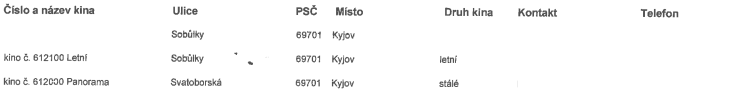 Číslo a název kina Ulice PSČ Místo Druh kina Kontakt Telefon
Sobůlky 69701 Kyjov
kino č. 612100 Letní Sobůlky 69701 Kyjov letní
kino č. 612000 Panorama Svatoborská 69701 Kyjov stálé